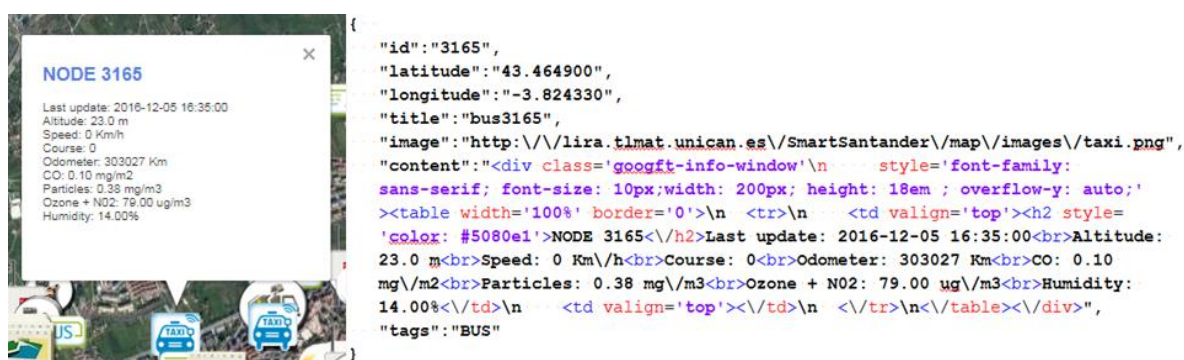 ×
NODE 3165
Last update: 2016-12-05 16:35:00
Altitude: 23.0 m
Speed: 0 Km/h
Course: 0
Odometer: 303027 Km
CO: 0.10 mg/m2
Particles: 0.38 mg/m3
Ozone + N02: 79.00 ug/m3
Humidity: 14.00%
US
TAXI
TAXI
{
"id":"3165",
"latitude":"43.464900",
"longitude":"-3.824330",
"title":"bus3165",
"image":"http:\/\/lira.tlmat.unican.es\/SmartSantander\/map\/images\/taxi.png",
"content":"<div class='googft-info-window'\n style='font-family:
sans-serif; font-size: 10px;width: 200px; height: 18em ; overflow-y: auto;'
><table width='100%' border='0'>\n <tr>\n <td valign='top'><h2 style=
'color: #5080e1'>NODE 3165<\/h2>Last update: 2016-12-05 16:35:00<br>Altitude:
23.0 m<br>Speed: 0 Km\/h<br>Course: 0<br>Odometer: 303027 Km<br>CO: 0.10
mg\/m2<br>Particles: 0.38 mg\/m3<br>Ozone + N02: 79.00 ug\/m3<br>Humidity:
14.00%<\/td>\n <td valign='top'><\/td>\n <\/tr>\n<\/table><\/div>",
"tags":"BUS"
}